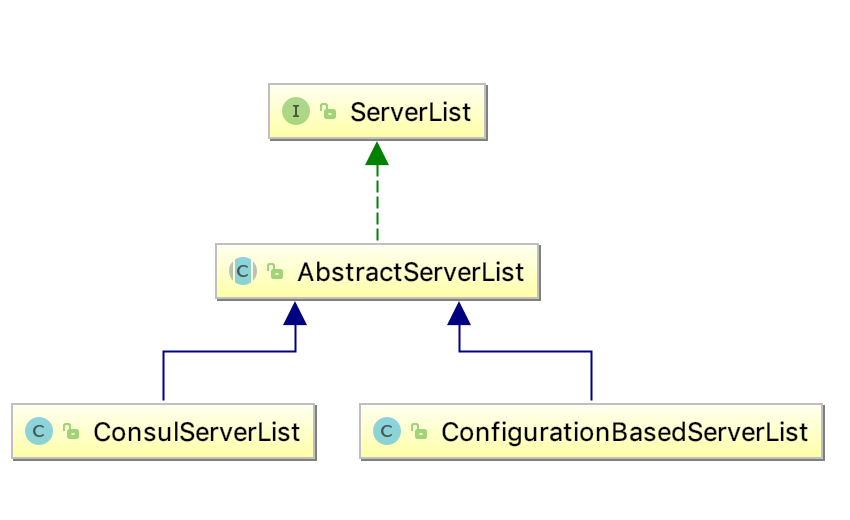 I ServerList
C AbstractServerList
C ConsulServerList
C ConfigurationBasedServerList